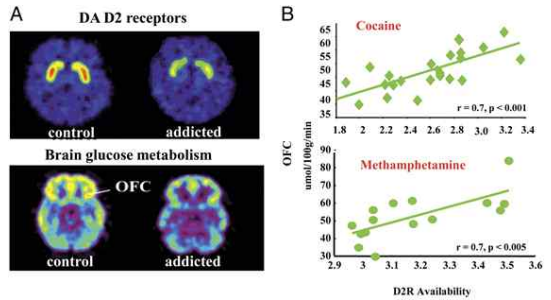 A
DA D2 receptors
control addicted
Brain glucose metabolism
OFC
control addicted
B
Cocaine
65
60
55
50
45
40
35
r = 0.7, p < 0.001
1.8 2 2.2 2.4 2.6 2.8 3.0 3.2 3.4
OFC
umol/100g/min
Methamphetamine
90
80
70
60
50
40
30
r = 0.7, p < 0.005
2.9 3 3.1 3.2 3.3 3.4 3.5 3.6
D2R Availability